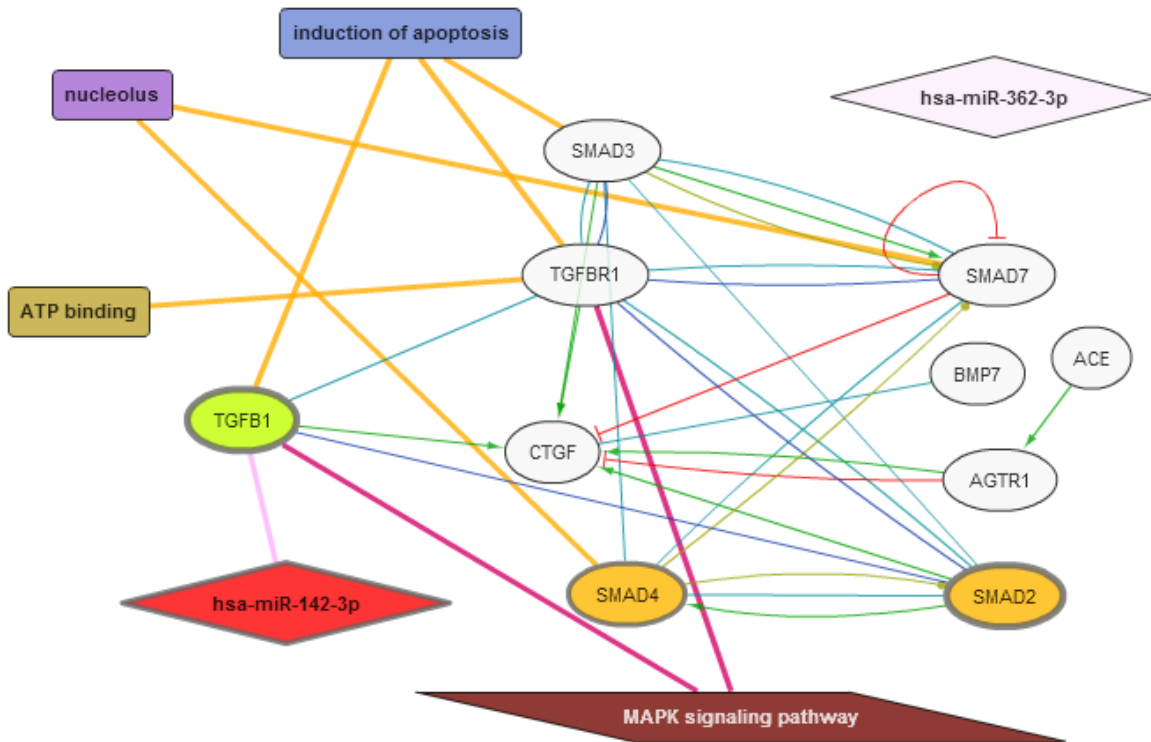 induction of apoptosis
nucleolus
hsa-miR-362-3p
SMAD3
TGFBR1
SMAD7
ATP binding
ACE
BMP7
TGFB1
CTGF
AGTR1
hsa-miR-142-3p
SMAD4
SMAD2
MAPK signaling pathway